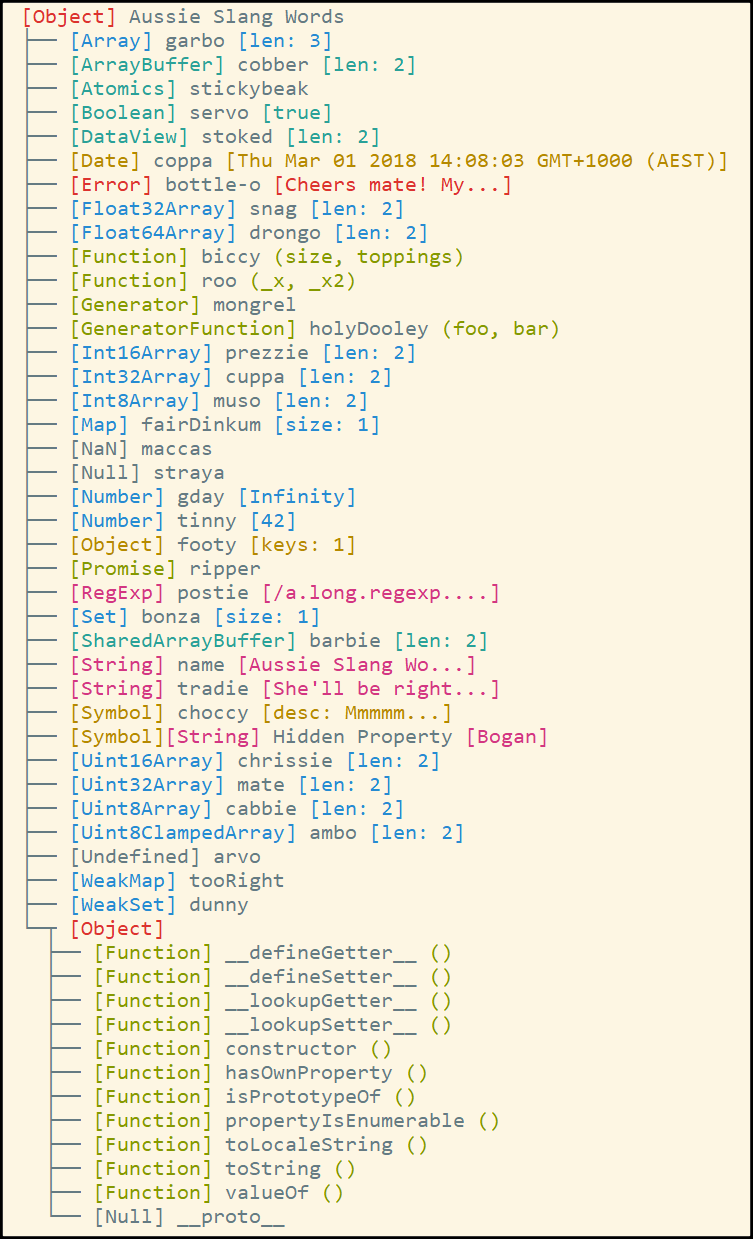 [Object] Aussie Slang Words
[Array] garbo [len: 3]
[ArrayBuffer] cobber [len: 2]
[Atomics] stickybeak
[Boolean] servo [true]
[DataView] stoked [len: 2]
[Date] coppa [Thu Mar 01 2018 14:08:03 GMT+1000 (AEST)]
[Error] bottle-o [Cheers mate! My...]
[Float32Array] snag [len: 2]
[Float64Array] drongo [len: 2]
[Function] biccy (size, toppings)
[Function] roo (_x, _x2)
[Generator] mongrel
[GeneratorFunction] holyDooley (foo, bar)
[Int16Array] prezzie [len: 2]
[Int32Array] cuppa [len: 2]
[Int8Array] muso [len: 2]
[Map] fairDinkum [size: 1]
[NaN] maccas
[Null] straya
[Number] gday [Infinity]
[Number] tinny [42]
[Object] footy [keys: 1]
[Promise] ripper
[RegExp] postie [/a.long.regexp....]
[Set] bonza [size: 1]
[SharedArrayBuffer] barbie [len: 2]
[String] name [Aussie Slang Wo...]
[String] tradie [She'll be right...]
[Symbol] choccy [desc: Mmmmm...]
[Symbol][String] Hidden Property [Bogan]
[Uint16Array] chrissie [len: 2]
[Uint32Array] mate [len: 2]
[Uint8Array] cabbie [len: 2]
[Uint8ClampedArray] ambo [len: 2]
[Undefined] arvo
[WeakMap] tooRight
[WeakSet] dunny
[Object]
[Function] __defineGetter__ ()
[Function] __defineSetter__ ()
[Function] __lookupGetter__ ()
[Function] __lookupSetter__ ()
[Function] constructor ()
[Function] hasOwnProperty ()
[Function] isPrototypeOf ()
[Function] propertyIsEnumerable ()
[Function] toLocaleString ()
[Function] toString ()
[Function] valueOf ()
[Null] __proto__